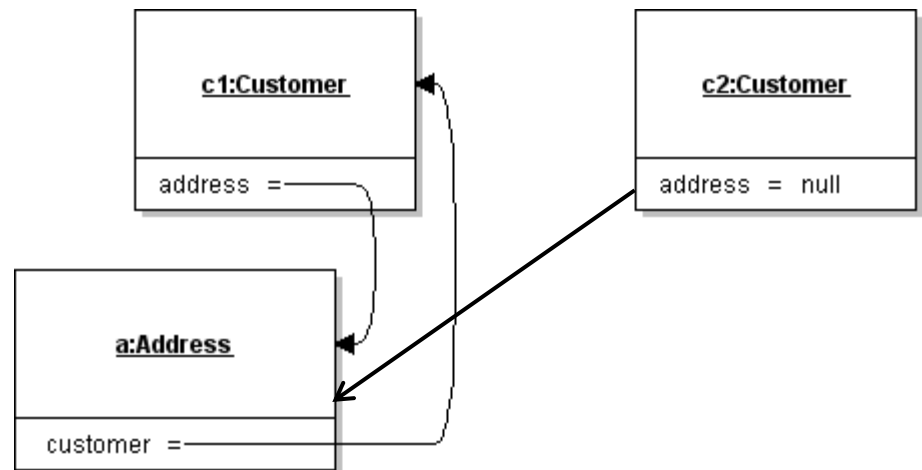 c1:Customer
address =
c2:Customer
address = null
a:Address
customer =